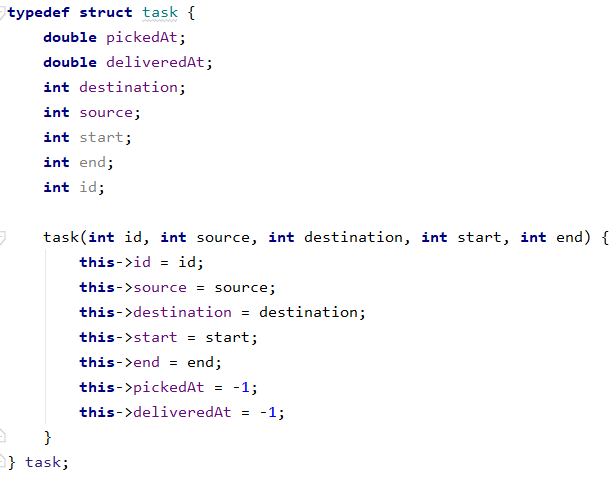 typedef struct task {
    double pickedAt;
    double deliveredAt;
    int destination;
    int source;
    int start;
    int end;
    int id;

    task(int id, int source, int destination, int start, int end) {
        this->id = id;
        this->source = source;
        this->destination = destination;
        this->start = start;
        this->end = end;
        this->pickedAt = -1;
        this->deliveredAt = -1;
    }
} task;